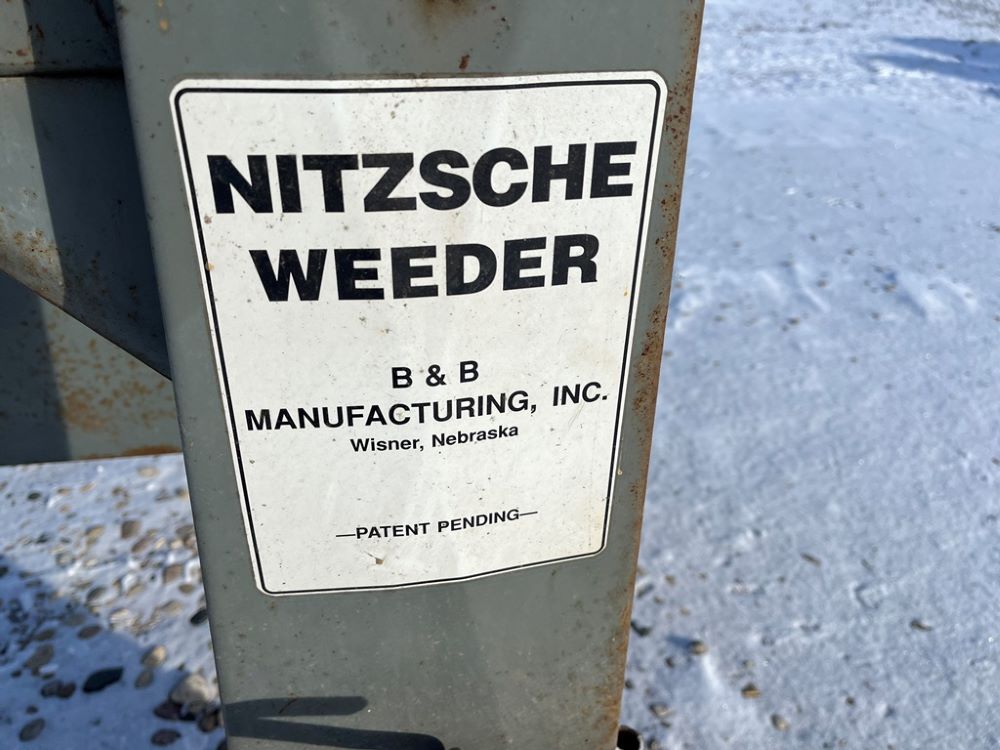 NITZSCHE
WEEDER
B & B
MANUFACTURING, INC.
Wisner, Nebraska
—PATENT PENDING—